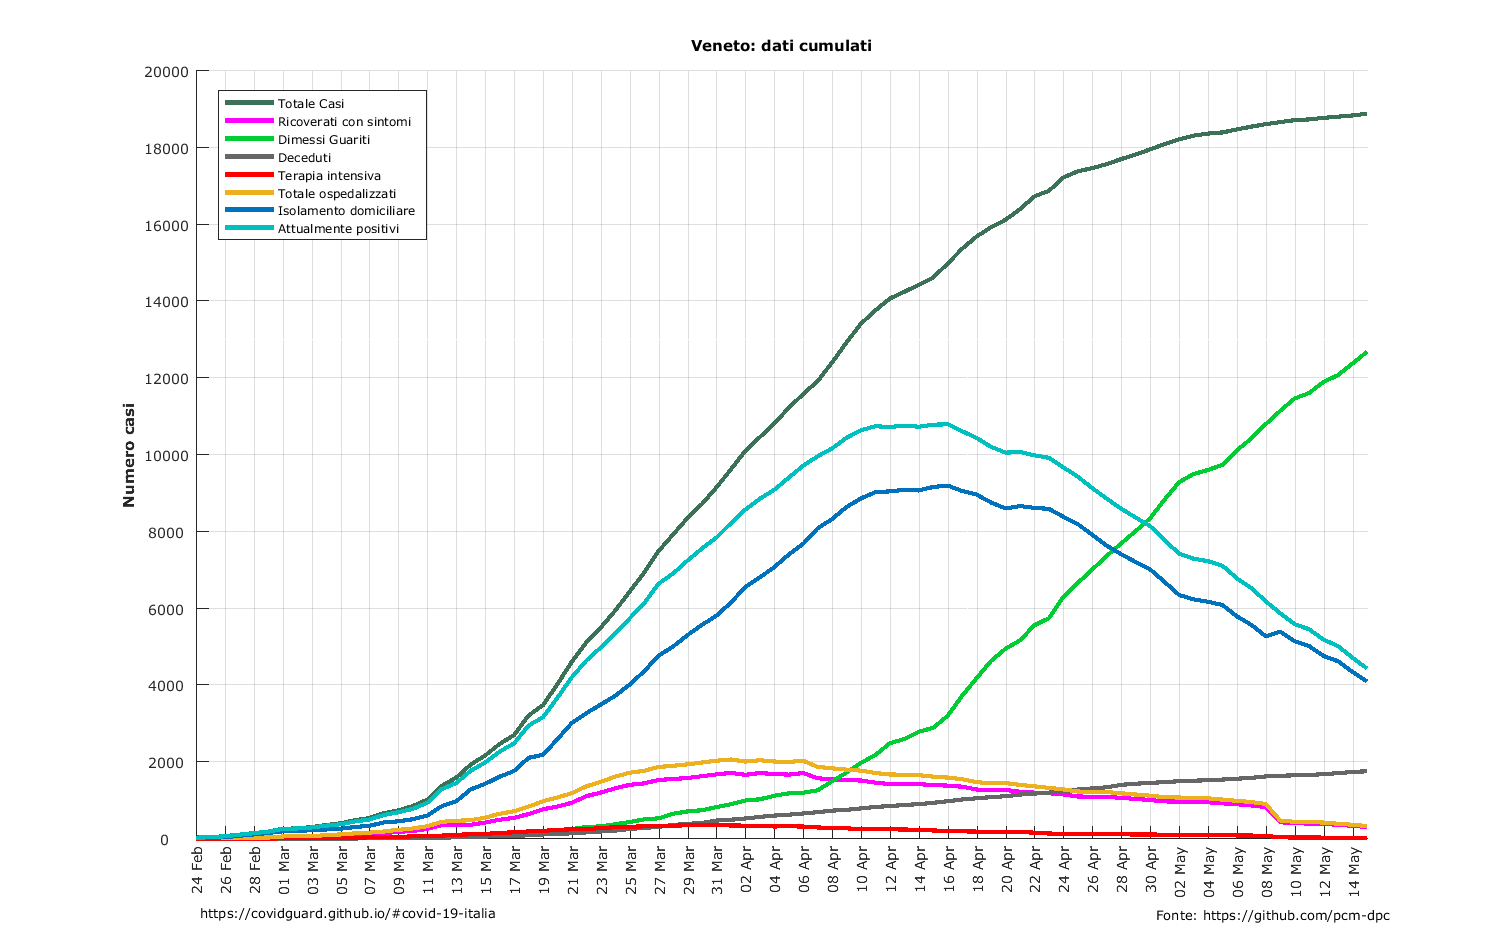 Veneto: dati cumulati
20000
18000
16000
14000
12000
10000
8000
6000
4000
2000
0
Numero casi
Totale Casi
Ricoverati con sintomi
Dimessi Guariti
Deceduti
Terapia intensiva
Totale ospedalizzati
Isolamento domiciliare
Attualmente positivi
24 Feb
26 Feb
28 Feb
01 Mar
03 Mar
05 Mar
07 Mar
09 Mar
11 Mar
13 Mar
15 Mar
17 Mar
19 Mar
21 Mar
23 Mar
25 Mar
27 Mar
29 Mar
31 Mar
02 Apr
04 Apr
06 Apr
08 Apr
10 Apr
12 Apr
14 Apr
16 Apr
18 Apr
20 Apr
22 Apr
24 Apr
26 Apr
28 Apr
30 Apr
02 May
04 May
06 May
08 May
10 May
12 May
14 May
https://covidguard.github.io/#covid-19-italia
Fonte: https://github.com/pcm-dpc